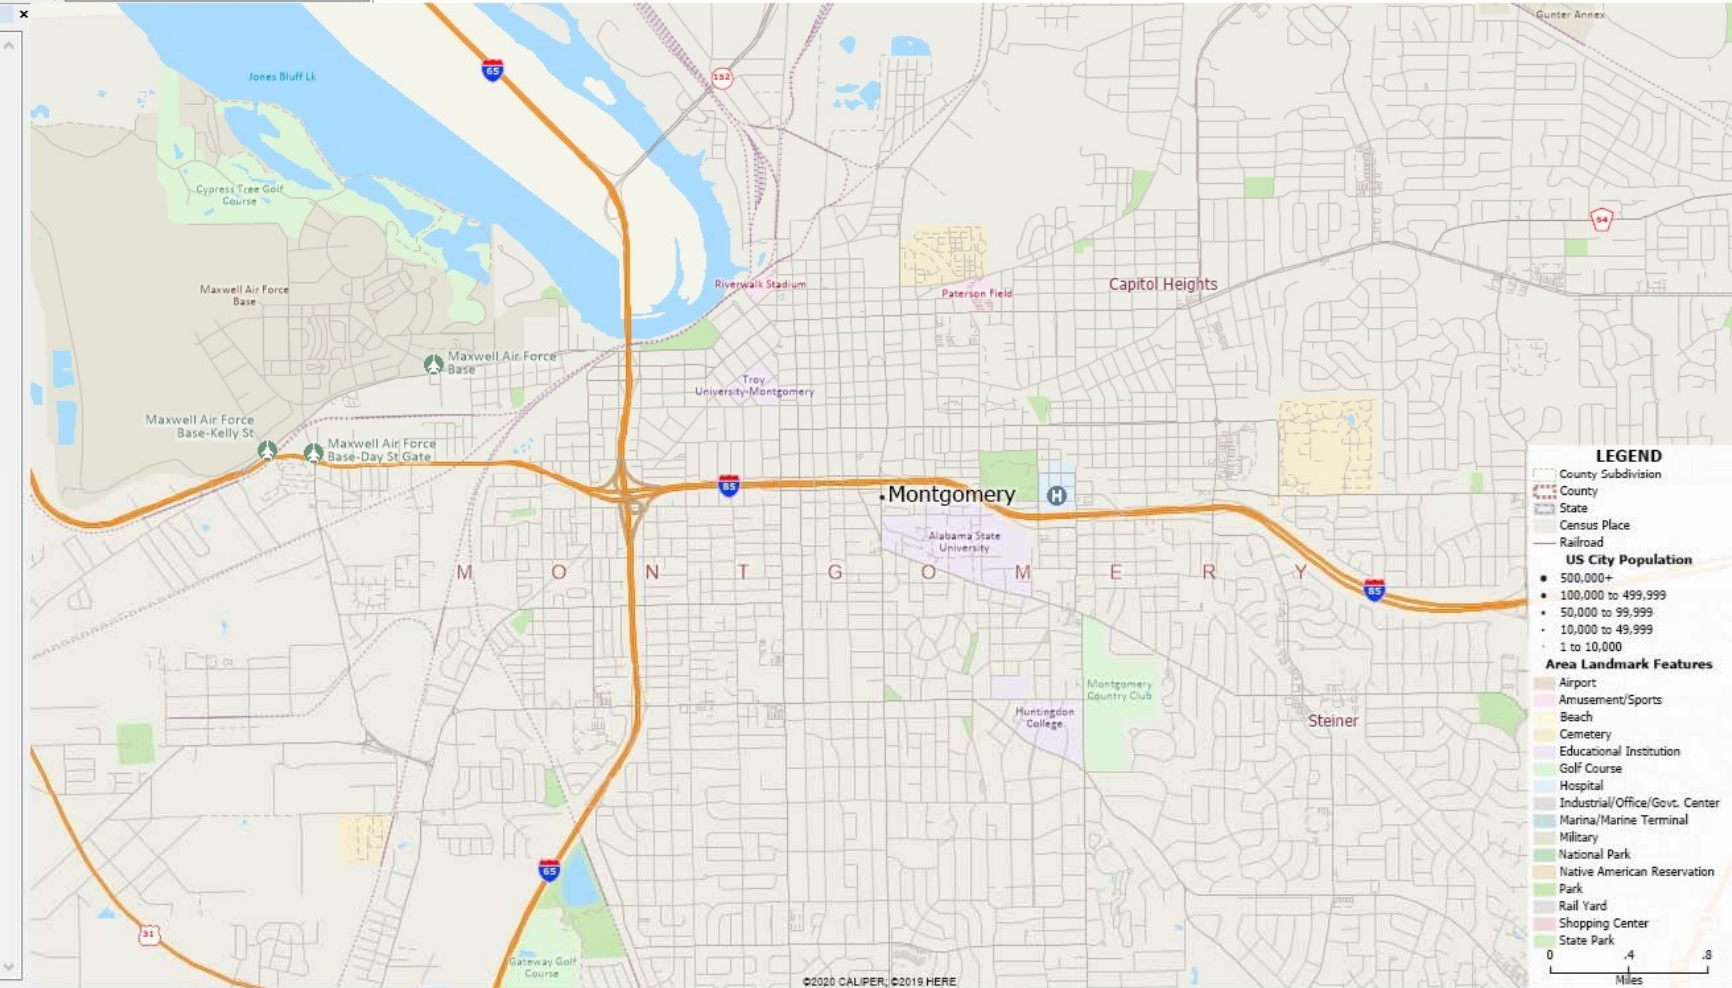 Gunter Annex
65
152
Jones Bluff Lk
Cypress Tree Golf
Course
54
Maxwell Air Force
Base
Riverwalk Stadium
Paterson Field
Capitol Heights
Maxwell Air Force
Base
Troy
University-Montgomery
Maxwell Air Force
Base-Kelly St
Maxwell Air Force
Base-Day St Gate
85
Montgomery
H
Alabama State
University
MONTGOMERY
85
Montgomery
Country Club
Huntingdon
College
Steiner
65
31
Gateway Golf
Course
©2020 CALIPER; ©2019 HERE
LEGEND
County Subdivision
County
State
Census Place
Railroad
US City Population
500,000+
100,000 to 499,999
50,000 to 99,999
10,000 to 49,999
1 to 10,000
Area Landmark Features
Airport
Amusement/Sports
Beach
Cemetery
Educational Institution
Golf Course
Hospital
Industrial/Office/Govt. Center
Marina/Marine Terminal
Military
National Park
Native American Reservation
Park
Rail Yard
Shopping Center
State Park
0 .4 .8
Miles